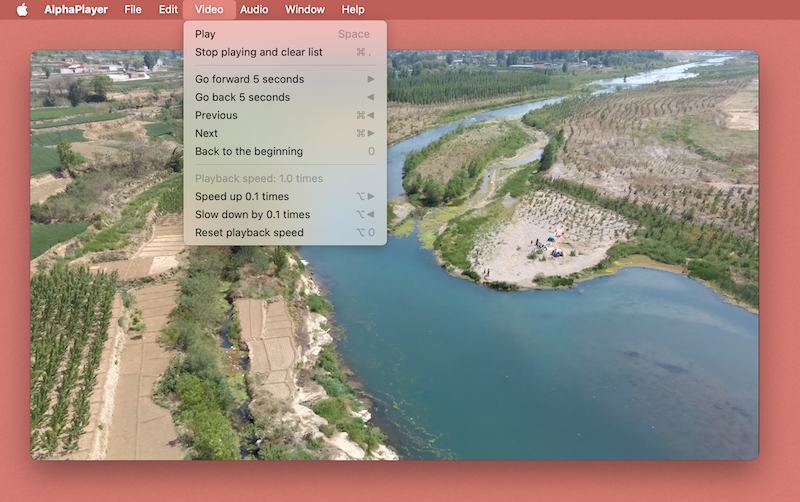 AlphaPlayer File Edit Video Audio Window Help
Play Space
Stop playing and clear list ⌘ .
Go forward 5 seconds ▶
Go back 5 seconds ◀
Previous ⌘◀
Next ⌘▶
Back to the beginning 0
Playback speed: 1.0 times
Speed up 0.1 times ⌥▶
Slow down by 0.1 times ⌥◀
Reset playback speed ⌥0